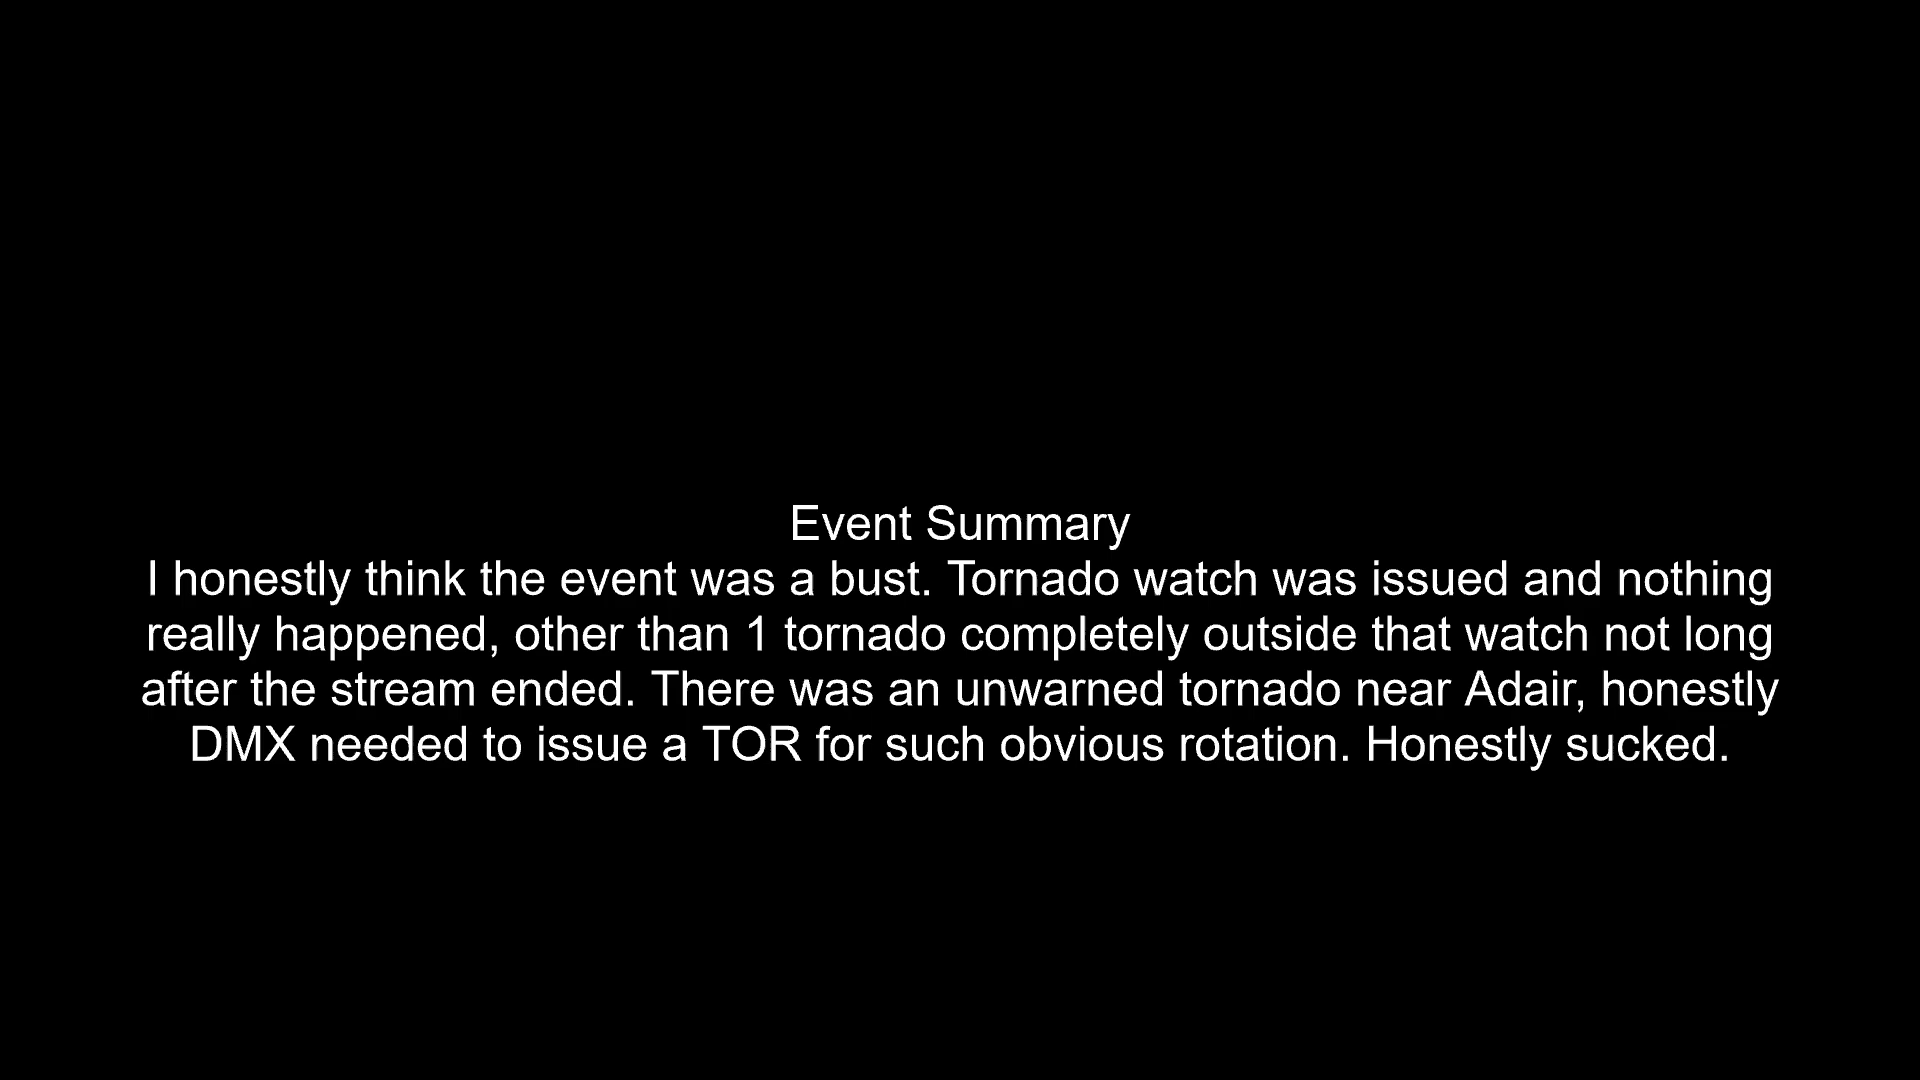 Event Summary
I honestly think the event was a bust. Tornado watch was issued and nothing
really happened, other than 1 tornado completely outside that watch not long
after the stream ended. There was an unwarned tornado near Adair, honestly
DMX needed to issue a TOR for such obvious rotation. Honestly sucked.